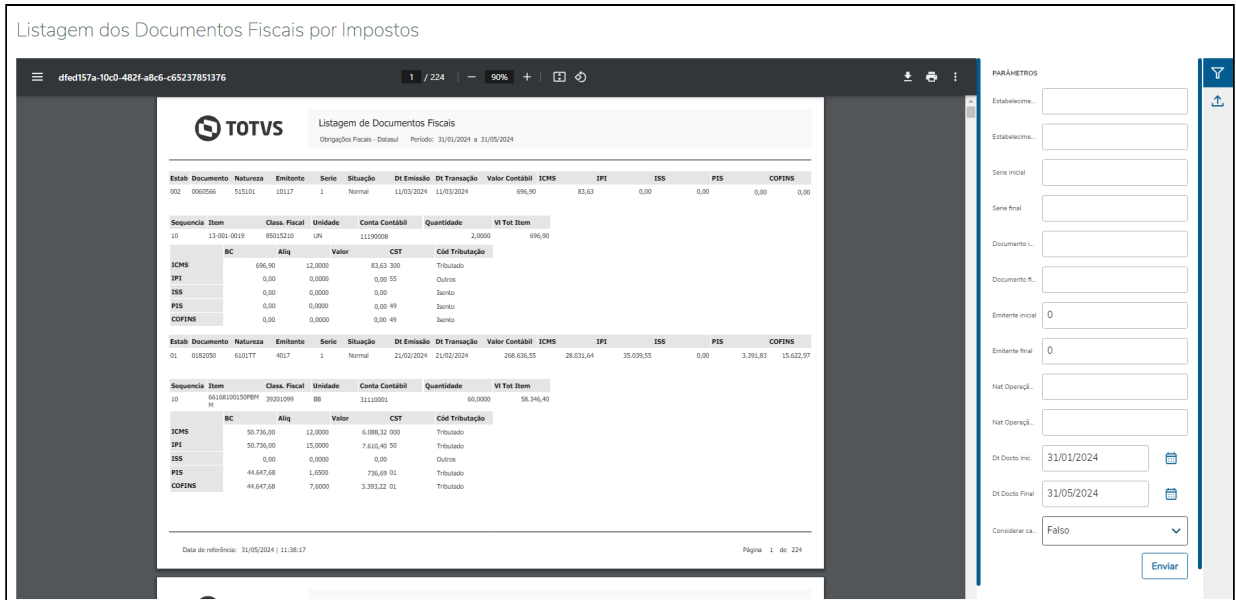 Listagem dos Documentos Fiscais por Impostos
dfed157a-10c0-482f-a8c6-c65237851376 1 / 224 90%
TOTVS
Listagem de Documentos Fiscais
Obrigações Fiscais - Datasul Período: 31/01/2024 a 31/05/2024
Estab Documento Natureza Emitente Serie Situação Dt Emissão Dt Transação Valor Contábil ICMS IPI ISS PIS COFINS
002 0060566 515101 10117 1 Normal 11/03/2024 11/03/2024 696,90 83,63 0,00 0,00 0,00 0,00
Sequencia Item Class. Fiscal Unidade Conta Contábil Quantidade Vl Tot Item
10 13-001-0019 85015210 UN 11190008 2,0000 696,90
BC Aliq Valor CST Cód Tributação
ICMS 696,90 12,0000 83,63 300 Tributado
IPI 0,00 0,0000 0,00 55 Outros
ISS 0,00 0,0000 0,00 Isento
PIS 0,00 0,0000 0,00 49 Isento
COFINS 0,00 0,0000 0,00 49 Isento
Estab Documento Natureza Emitente Serie Situação Dt Emissão Dt Transação Valor Contábil ICMS IPI ISS PIS COFINS
01 0182050 6101TT 4017 1 Normal 21/02/2024 21/02/2024 268.636,55 28.031,64 35.039,55 0,00 3.391,83 15.622,97
Sequencia Item Class. Fiscal Unidade Conta Contábil Quantidade Vl Tot Item
10 66168100150PBM 39201099 BB 31110001 60,0000 58.346,40
M
BC Aliq Valor CST Cód Tributação
ICMS 50.736,00 12,0000 6.088,32 000 Tributado
IPI 50.736,00 15,0000 7.610,40 50 Tributado
ISS 0,00 0,0000 0,00 Outros
PIS 44.647,68 1,6500 736,69 01 Tributado
COFINS 44.647,68 7,6000 3.393,22 01 Tributado
Data de referência: 31/05/2024 | 11:38:17 Página 1 de 224
PARÂMETROS
Estabelecime...
Estabelecime...
Serie inicial
Serie final
Documento i...
Documento fi...
Emitente inicial 0
Emitente final 0
Nat Operaçã...
Nat Operaçã...
Dt Docto Inic. 31/01/2024
Dt Docto Final 31/05/2024
Considerar ca... Falso
Enviar